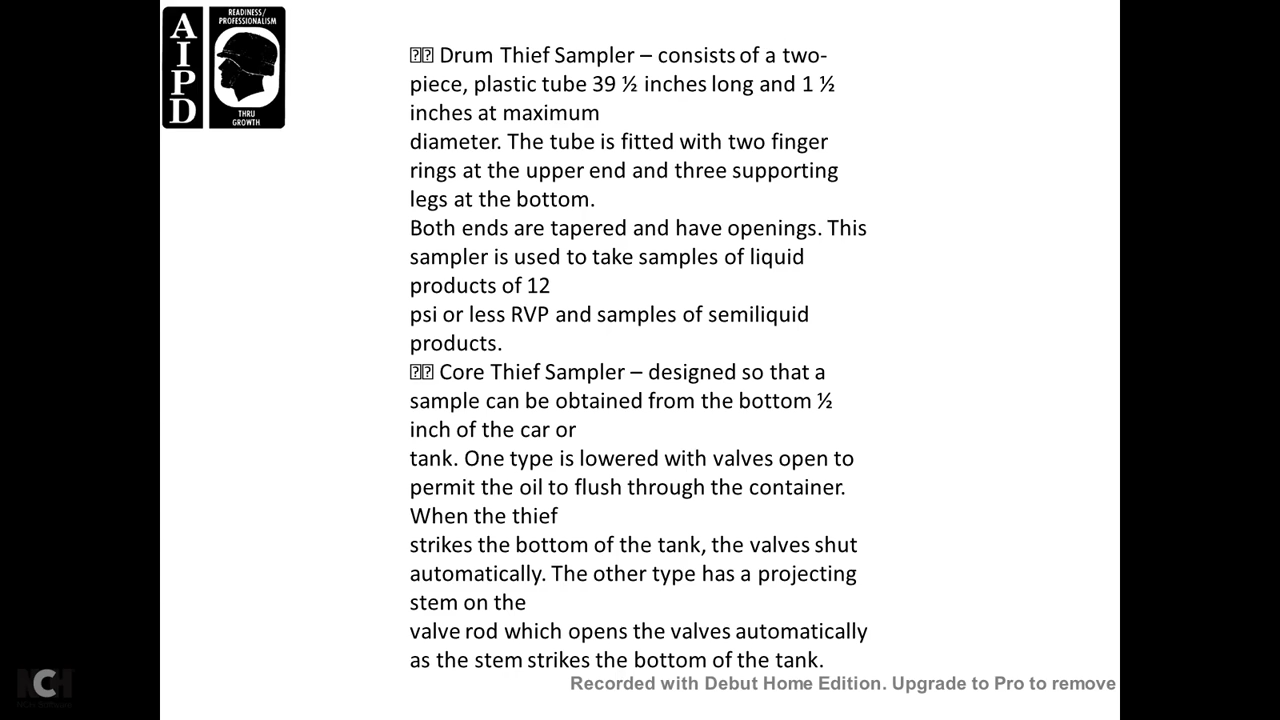 A
I
P
D
READINESS/
PROFESSIONALISM
THRU
GROWTH
Drum Thief Sampler – consists of a two-
piece, plastic tube 39 ½ inches long and 1 ½
inches at maximum
diameter. The tube is fitted with two finger
rings at the upper end and three supporting
legs at the bottom.
Both ends are tapered and have openings. This
sampler is used to take samples of liquid
products of 12
psi or less RVP and samples of semiliquid
products.
Core Thief Sampler – designed so that a
sample can be obtained from the bottom ½
inch of the car or
tank. One type is lowered with valves open to
permit the oil to flush through the container.
When the thief
strikes the bottom of the tank, the valves shut
automatically. The other type has a projecting
stem on the
valve rod which opens the valves automatically
as the stem strikes the bottom of the tank.
NCH
Recorded with Debut Home Edition. Upgrade to Pro to remove